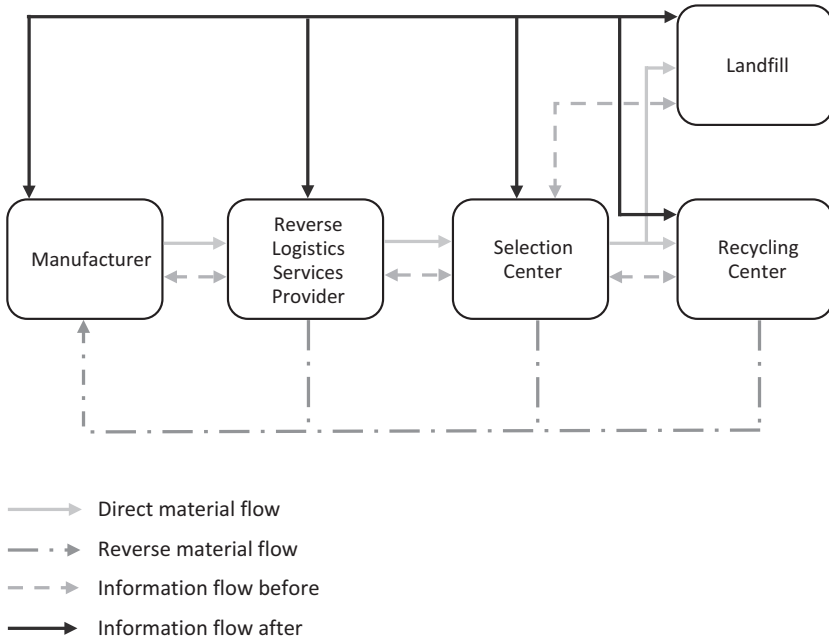 Landfill
Manufacturer
Reverse
Logistics
Services
Provider
Selection
Center
Recycling
Center
Direct material flow
Reverse material flow
Information flow before
Information flow after